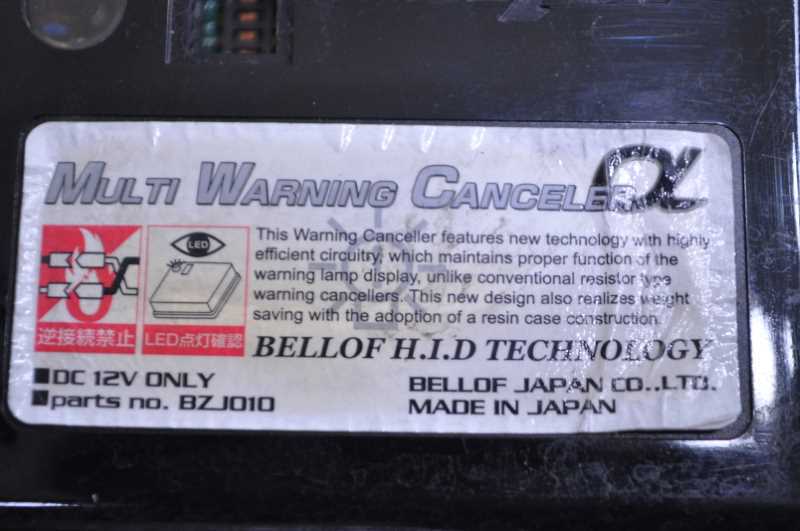 MULTI WARNING CANCELER α
This Warning Canceller features new technology with highly
efficient circuitry, which maintains proper function of the
warning lamp display, unlike conventional resistor type
warning cancellers. This new design also realizes weight
saving with the adoption of a resin case construction.
LED
逆接続禁止
LED点灯確認
BELLOF H.I.D TECHNOLOGY
■DC 12V ONLY
■parts no. BZJ010
BELLOF JAPAN CO.,LTD.
MADE IN JAPAN